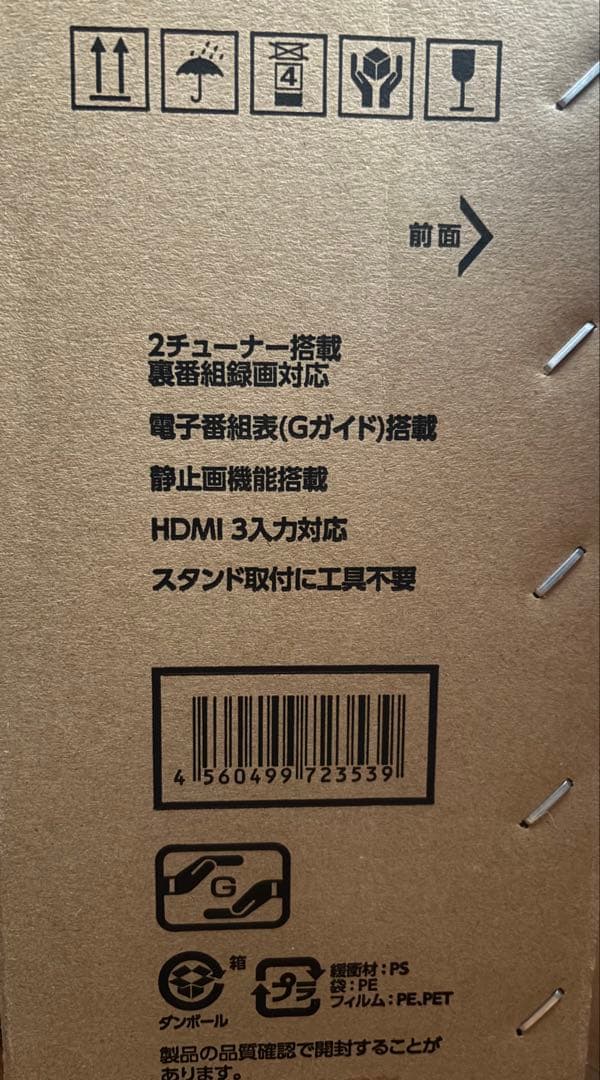 4
前面
2チューナー搭載
裏番組録画対応
電子番組表(Gガイド)搭載
静止画機能搭載
HDMI 3入力対応
スタンド取付に工具不要
4 560499 723539
G
箱
ダンボール
プラ
緩衝材:PS
袋:PE
フィルム:PE、PET
製品の品質確認で開封することが
あります。